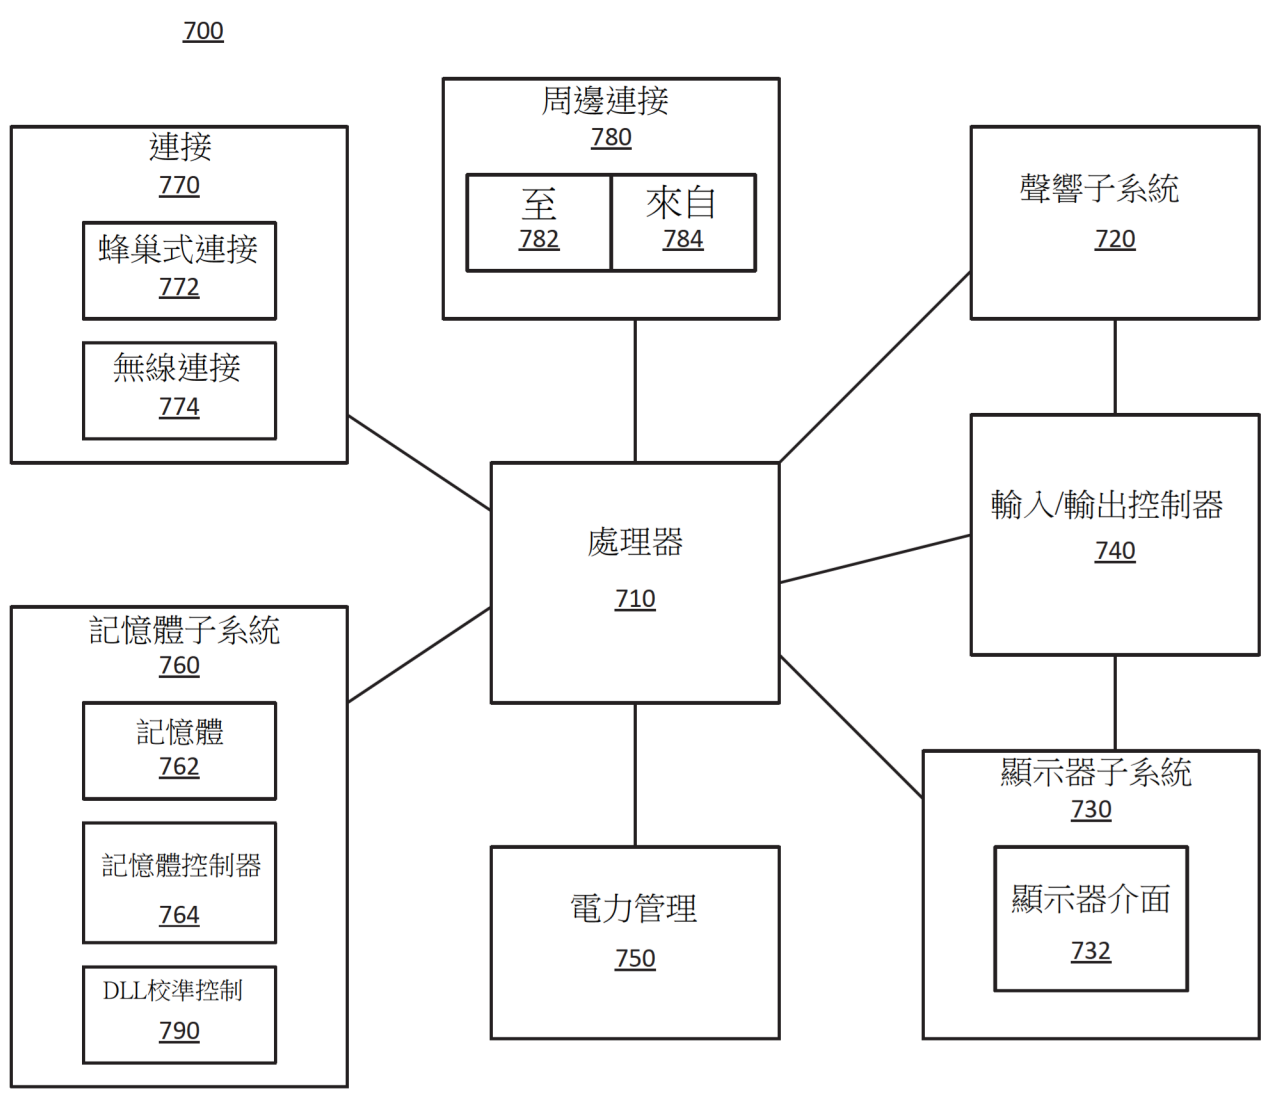 700
周邊連接
780
至
782
來自
784
連接
770
蜂巢式連接
772
無線連接
774
聲響子系統
720
輸入/輸出控制器
740
處理器
710
記憶體子系統
760
記憶體
762
記憶體控制器
764
DLL校準控制
790
電力管理
750
顯示器子系統
730
顯示器介面
732